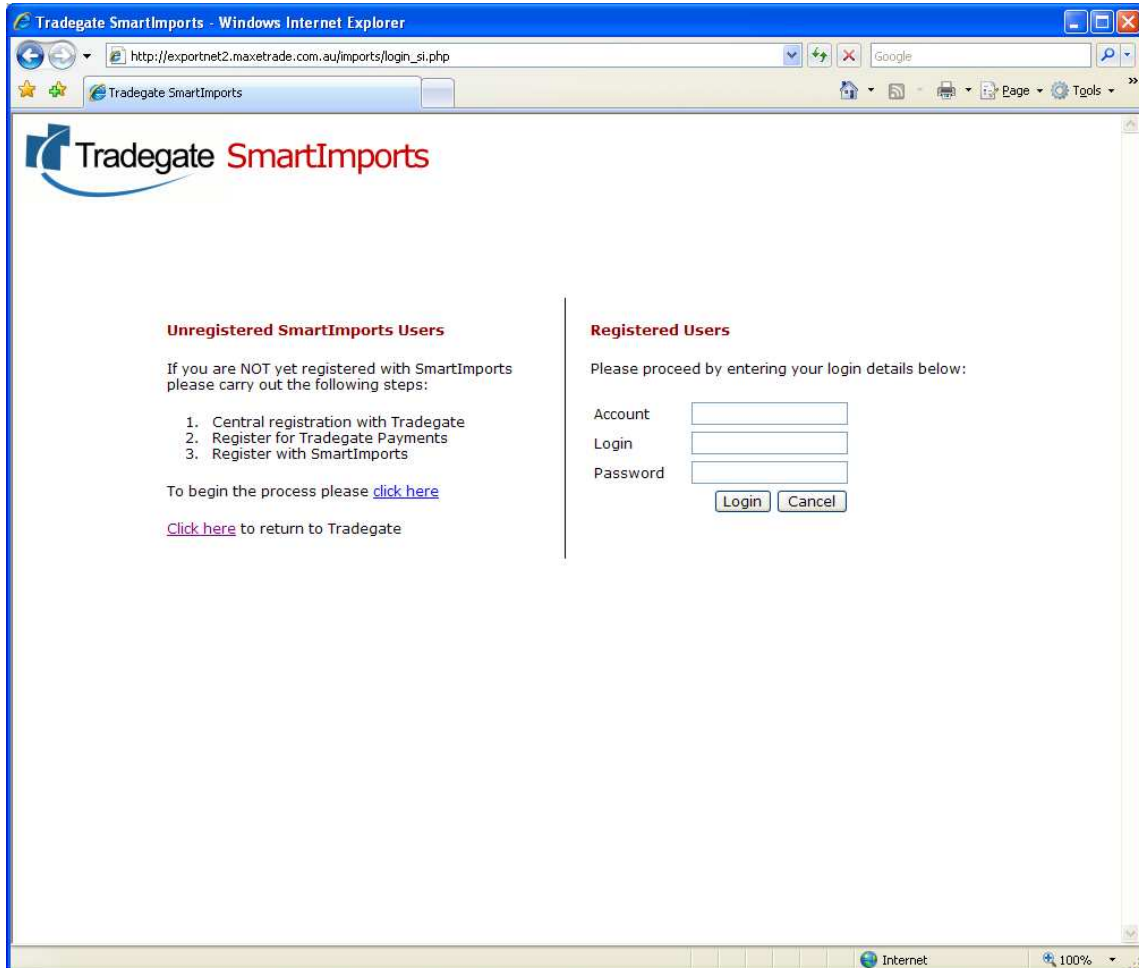 Tradegate SmartImports - Windows Internet Explorer
http://exportnet2.maxetrade.com.au/imports/login_si.php
Google
Tradegate SmartImports
Page
Tools
»
Tradegate SmartImports
Unregistered SmartImports Users
If you are NOT yet registered with SmartImports
please carry out the following steps:
1. Central registration with Tradegate
2. Register for Tradegate Payments
3. Register with SmartImports
To begin the process please click here
Click here to return to Tradegate
Registered Users
Please proceed by entering your login details below:
Account
Login
Password
Login Cancel
Internet
100%